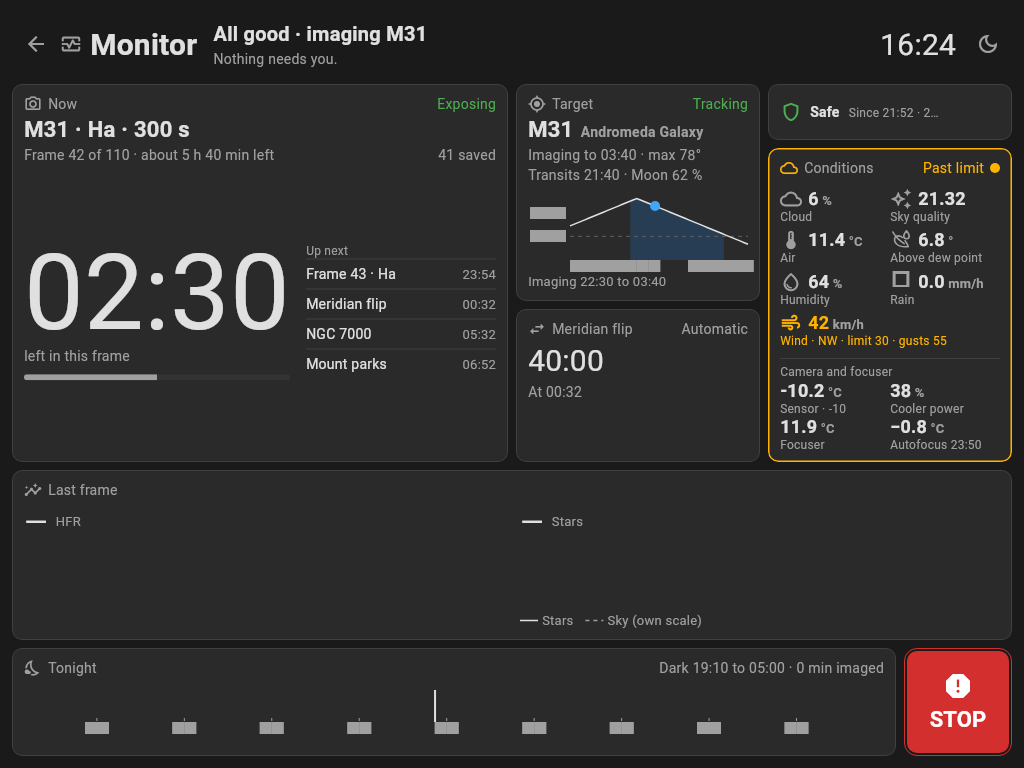 Monitor
All good · imaging M31
Nothing needs you.
16:24
Now
Exposing
M31 · Ha · 300 s
Frame 42 of 110 · about 5 h 40 min left
41 saved
02:30
left in this frame
Up next
Frame 43 · Ha 23:54
Meridian flip 00:32
NGC 7000 05:32
Mount parks 06:52
Target
Tracking
M31 Andromeda Galaxy
Imaging to 03:40 · max 78°
Transits 21:40 · Moon 62 %
Imaging 22:30 to 03:40
Meridian flip
Automatic
40:00
At 00:32
Safe Since 21:52 · 2…
Conditions
Past limit
6 %
Cloud
21.32
Sky quality
11.4 °C
Air
6.8 °
Above dew point
64 %
Humidity
0.0 mm/h
Rain
42 km/h
Wind · NW · limit 30 · gusts 55
Camera and focuser
-10.2 °C
Sensor · -10
38 %
Cooler power
11.9 °C
Focuser
−0.8 °C
Autofocus 23:50
Last frame
HFR
Stars
Stars
Sky (own scale)
Tonight
Dark 19:10 to 05:00 · 0 min imaged
STOP